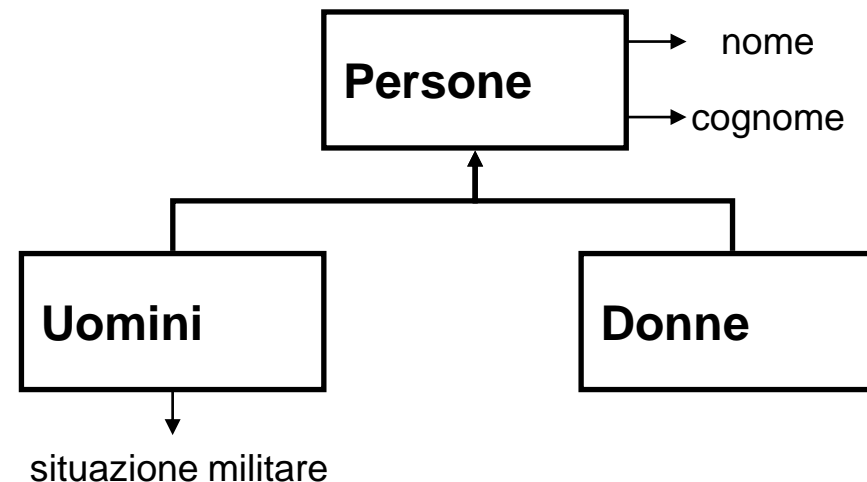 Persone
nome
cognome
Uomini
Donne
situazione militare